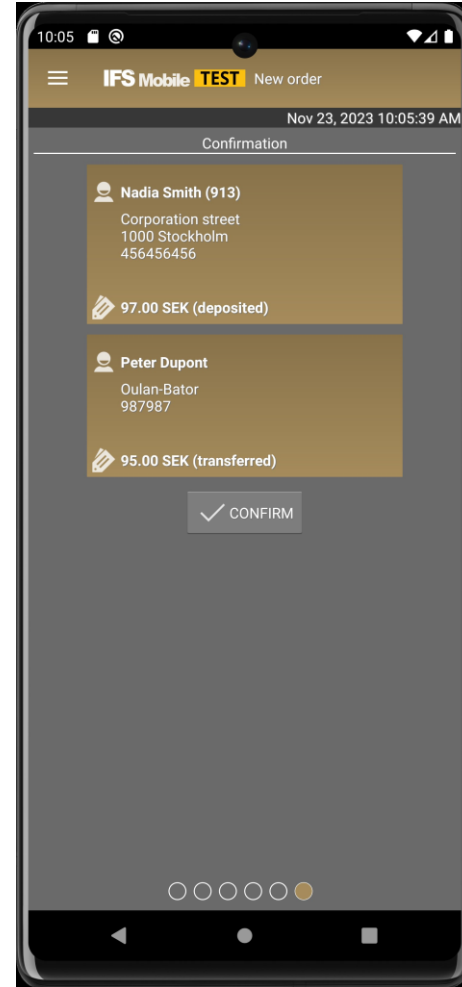 10:05
IFS Mobile TEST New order
Nov 23, 2023 10:05:39 AM
Confirmation
Nadia Smith (913)
Corporation street
1000 Stockholm
456456456
97.00 SEK (deposited)
Peter Dupont
Oulan-Bator
987987
95.00 SEK (transferred)
CONFIRM